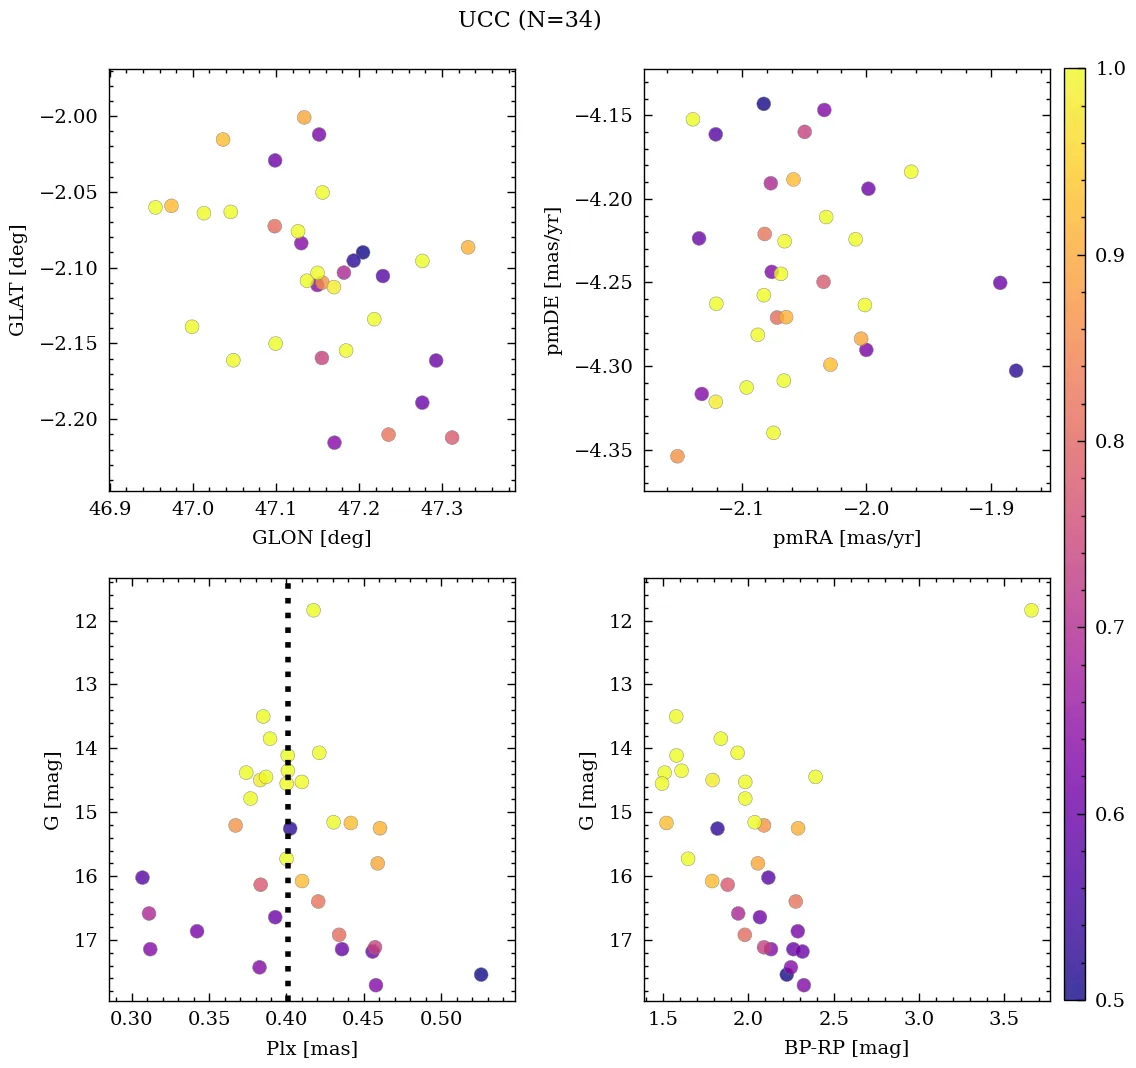 UCC (N=34)
−2.00
−2.05
−2.10
−2.15
−2.20
GLAT [deg]
46.9 47.0 47.1 47.2 47.3
GLON [deg]
−4.15
−4.20
−4.25
−4.30
−4.35
pmDE [mas/yr]
−2.1 −2.0 −1.9
pmRA [mas/yr]
12
13
14
15
16
17
G [mag]
0.30 0.35 0.40 0.45 0.50
Plx [mas]
12
13
14
15
16
17
G [mag]
1.5 2.0 2.5 3.0 3.5
BP-RP [mag]
1.0
0.9
0.8
0.7
0.6
0.5